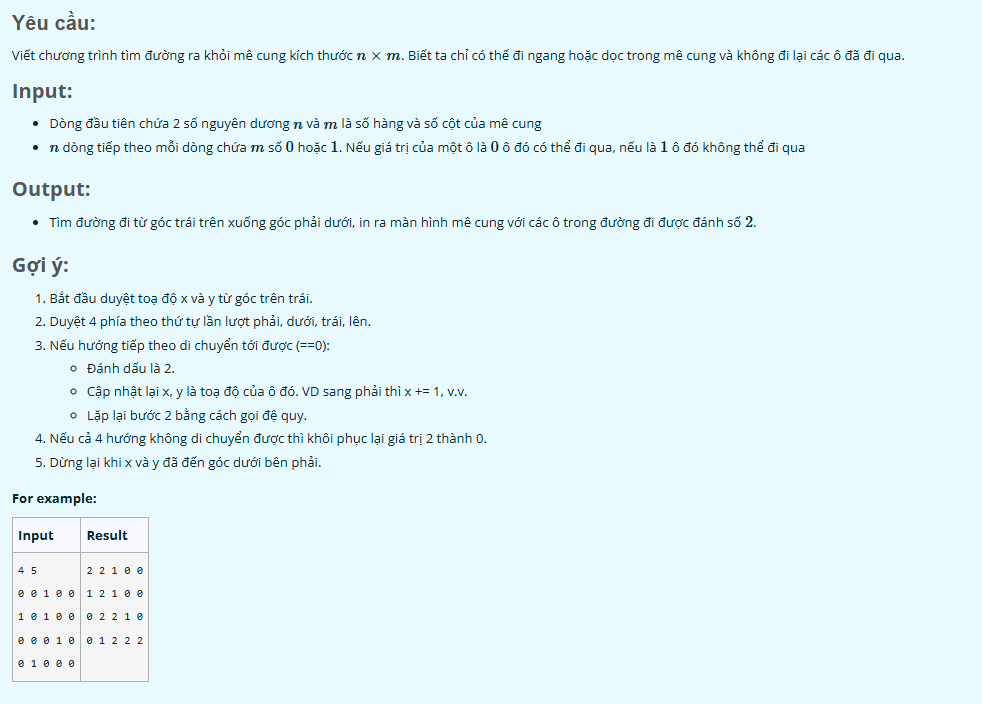 Yêu cầu:
Viết chương trình tìm đường ra khỏi mê cung kích thước n × m. Biết ta chỉ có thể đi ngang hoặc dọc trong mê cung và không đi lại các ô đã đi qua.
Input:
• Dòng đầu tiên chứa 2 số nguyên dương n và m là số hàng và số cột của mê cung
• n dòng tiếp theo mỗi dòng chứa m số 0 hoặc 1. Nếu giá trị của một ô là 0 ô đó có thể đi qua, nếu là 1 ô đó không thể đi qua
Output:
• Tìm đường đi từ góc trái trên xuống góc phải dưới, in ra màn hình mê cung với các ô trong đường đi được đánh số 2.
Gợi ý:
1. Bắt đầu duyệt toạ độ x và y từ góc trên trái.
2. Duyệt 4 phía theo thứ tự lần lượt phải, dưới, trái, lên.
3. Nếu hướng tiếp theo di chuyển tới được (==0):
◦ Đánh dấu là 2.
◦ Cập nhật lại x, y là toạ độ của ô đó. VD sang phải thì x += 1, v.v.
◦ Lặp lại bước 2 bằng cách gọi đệ quy.
4. Nếu cả 4 hướng không di chuyển được thì khôi phục lại giá trị 2 thành 0.
5. Dừng lại khi x và y đã đến góc dưới bên phải.
For example:
Input Result
4 5 2 2 1 0 0
0 0 1 0 0 1 2 1 0 0
1 0 1 0 0 0 2 2 1 0
0 0 0 1 0 0 1 2 2 2
0 1 0 0 0